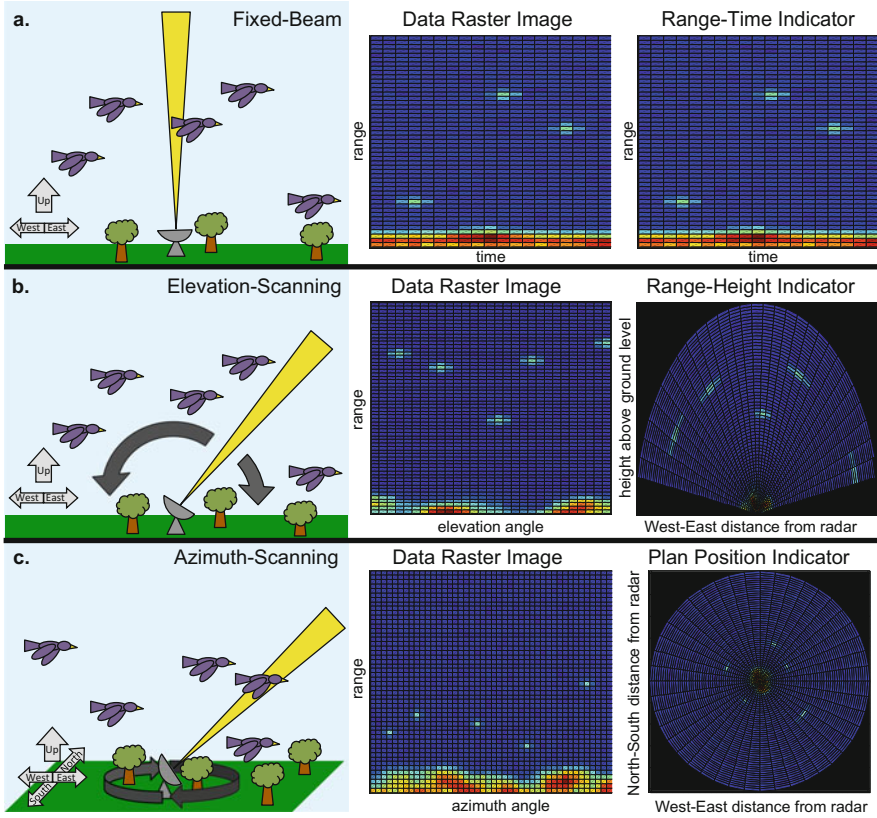 a.
Fixed-Beam
Data Raster Image
Range-Time Indicator
range
range
Up
West East
time
time
b.
Elevation-Scanning
Data Raster Image
Range-Height Indicator
range
height above ground level
Up
West East
elevation angle
West-East distance from radar
c.
Azimuth-Scanning
Data Raster Image
Plan Position Indicator
range
North-South distance from radar
Up
North
West East
South
azimuth angle
West-East distance from radar